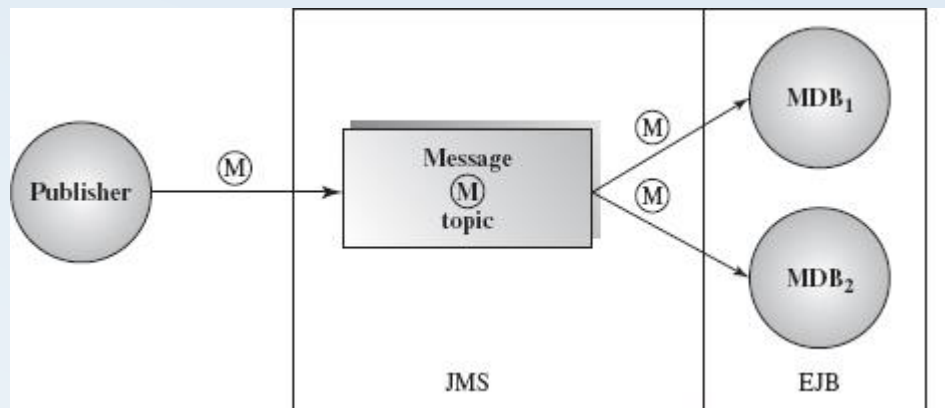 Publisher
M
Message
M
topic
M
M
MDB1
MDB2
JMS
EJB